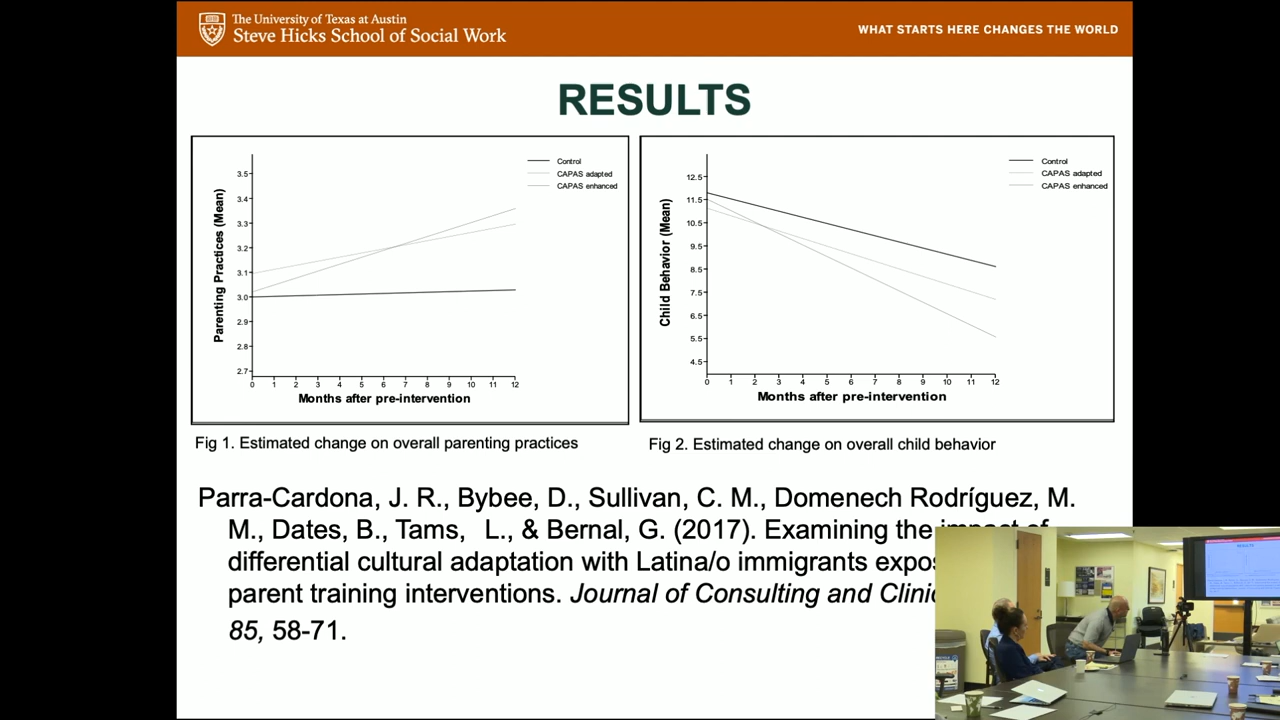 The University of Texas at Austin
Steve Hicks School of Social Work
WHAT STARTS HERE CHANGES THE WORLD
RESULTS
Parenting Practices (Mean)
3.5
3.4
3.3
3.2
3.1
3.0
2.9
2.8
2.7
0 1 2 3 4 5 6 7 8 9 10 11 12
Months after pre-intervention
Control
CAPAS adapted
CAPAS enhanced
Fig 1. Estimated change on overall parenting practices
Child Behavior (Mean)
12.5
11.5
10.5
9.5
8.5
7.5
6.5
5.5
4.5
0 1 2 3 4 5 6 7 8 9 10 11 12
Months after pre-intervention
Control
CAPAS adapted
CAPAS enhanced
Fig 2. Estimated change on overall child behavior
Parra-Cardona, J. R., Bybee, D., Sullivan, C. M., Domenech Rodríguez, M.
M., Dates, B., Tams, L., & Bernal, G. (2017). Examining the impact of
differential cultural adaptation with Latina/o immigrants expos
parent training interventions. Journal of Consulting and Clinic
85, 58-71.
RESULTS